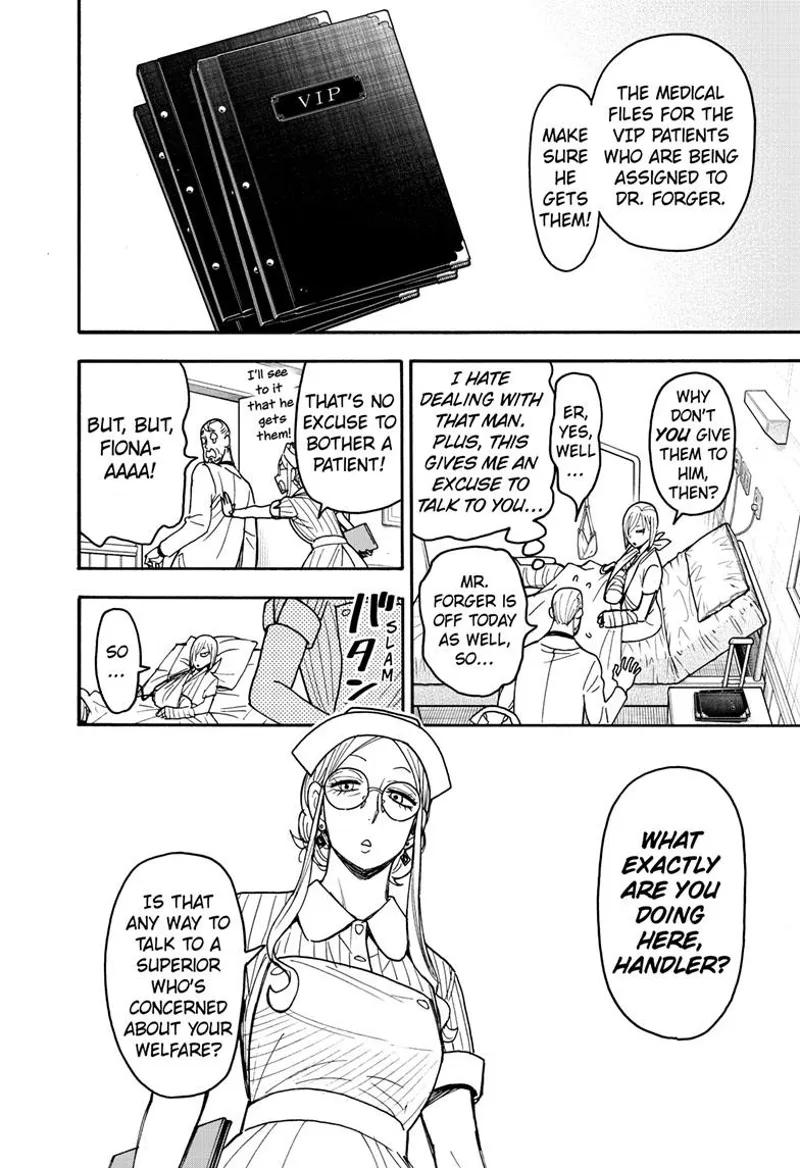 VIP
THE MEDICAL
FILES FOR THE
VIP PATIENTS
WHO ARE BEING
ASSIGNED TO
DR. FORGER.
MAKE
SURE
HE
GETS
THEM!
WHY
DON'T
YOU GIVE
THEM TO
HIM,
THEN?
ER,
YES,
WELL
...
I HATE
DEALING WITH
THAT MAN.
PLUS, THIS
GIVES ME AN
EXCUSE TO
TALK TO YOU...
MR.
FORGER IS
OFF TODAY
AS WELL,
SO...
THAT'S NO
EXCUSE TO
BOTHER A
PATIENT!
I'll see
to it
that he
gets
them!
BUT, BUT,
FIONA-
AAAA!
バタン
SLAM
SO
...
WHAT
EXACTLY
ARE YOU
DOING
HERE,
HANDLER?
IS THAT
ANY WAY TO
TALK TO A
SUPERIOR
WHO'S
CONCERNED
ABOUT YOUR
WELFARE?